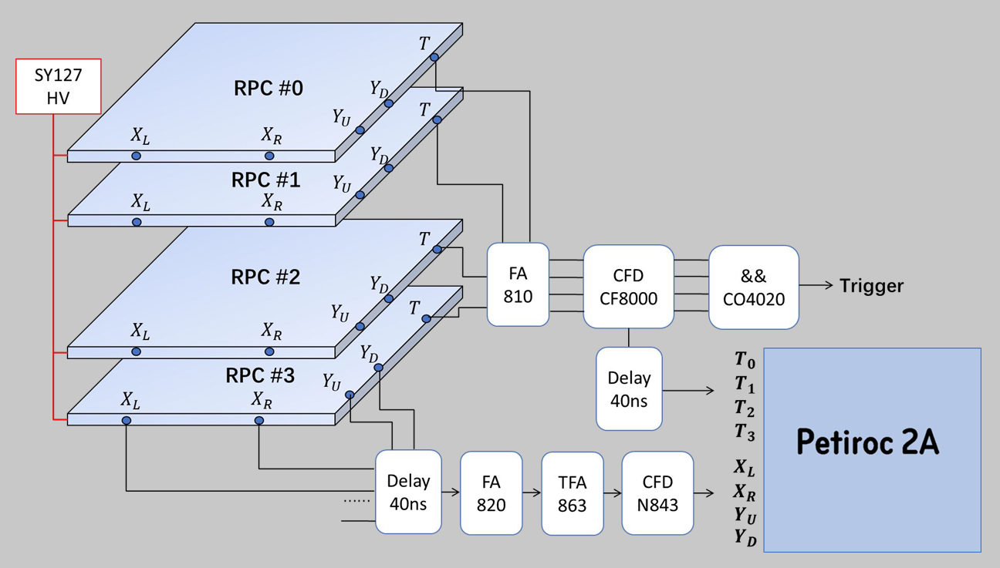 SY127
HV
T
RPC #0
Y_D
Y_U
X_L
X_R
T
Y_D
RPC #1
Y_U
X_L
X_R
T
RPC #2
Y_D
Y_U
X_L
X_R
T
Y_D
RPC #3
Y_U
X_L
X_R
FA
810
CFD
CF8000
&&
CO4020
Trigger
Delay
40ns
T_0
T_1
T_2
T_3
X_L
X_R
Y_U
Y_D
Petiroc 2A
Delay
40ns
......
FA
820
TFA
863
CFD
N843